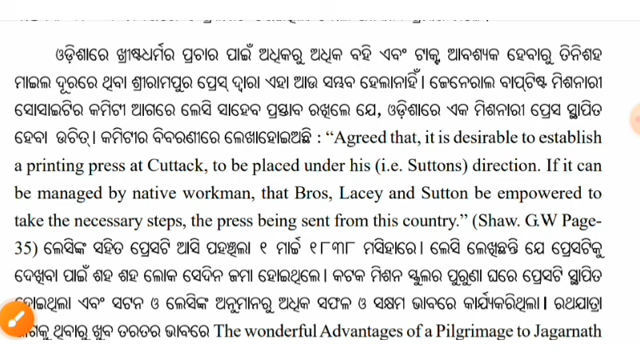 ଓଡ଼ିଶାରେ ଖ୍ରୀଷ୍ଟଧର୍ମର ପ୍ରଚାର ପାଇଁ ଅଧିକରୁ ଅଧିକ ବହି ଏବଂ ଟ୍ରାକ୍ଟ ଆବଶ୍ୟକ ହେବାରୁ ତିନିଶହ
ମାଇଲ ଦୂରରେ ଥିବା ଶ୍ରୀରାମପୁର ପ୍ରେସ୍ ଦ୍ୱାରା ଏହା ଆଉ ସମ୍ଭବ ହେଲାନାହିଁ। ଜେନେରାଲ ବାପ୍ଟିଷ୍ଟ ମିଶନାରୀ
ସୋସାଇଟିର କମିଟୀ ଆଗରେ ଲେସି ସାହେବ ପ୍ରସ୍ତାବ ରଖିଲେ ଯେ, ଓଡ଼ିଶାରେ ଏକ ମିଶନାରୀ ପ୍ରେସ ସ୍ଥାପିତ
ହେବା ଉଚିତ୍। କମିଟୀର ବିବରଣୀରେ ଲେଖାହୋଇଅଛି : “Agreed that, it is desirable to establish
a printing press at Cuttack, to be placed under his (i.e. Suttons) direction. If it can
be managed by native workman, that Bros, Lacey and Sutton be empowered to
take the necessary steps, the press being sent from this country.” (Shaw. G.W Page-
35) ଲେସିଙ୍କ ସହିତ ପ୍ରେସଟି ଆସି ପହଞ୍ଚିଲା ୧ ମାର୍ଚ୍ଚ ୧୮୩୮ ମସିହାରେ। ଲେସି ଲେଖିଛନ୍ତି ଯେ ପ୍ରେସଟିକୁ
ଦେଖିବା ପାଇଁ ଶହ ଶହ ଲୋକ ସେଦିନ ଜମା ହୋଇଥିଲେ। କଟକ ମିଶନ ସ୍କୁଲର ପୁରୁଣା ଘରେ ପ୍ରେସଟି ସ୍ଥାପିତ
ହୋଇଥିଲା ଏବଂ ସଟନ ଓ ଲେସିଙ୍କ ଅନୁମାନରୁ ଅଧିକ ସଫଳ ଓ ସକ୍ଷମ ଭାବରେ କାର୍ଯ୍ୟକରିଥିଲା। ରଥଯାତ୍ରା
ଥିବାରୁ ଖୁବ ତରତର ଭାବରେ The wonderful Advantages of a Pilgrimage to Jagarnath